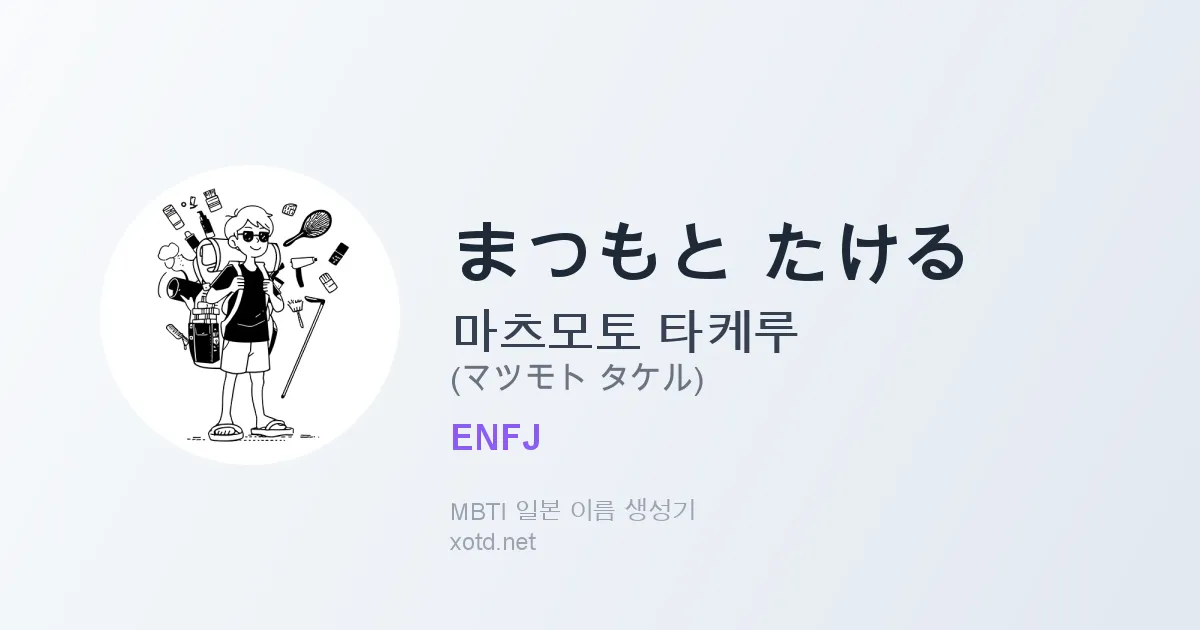 まつもと たける
마츠모토 타케루
(マツモト タケル)
ENFJ
MBTI 일본 이름 생성기
xotd.net